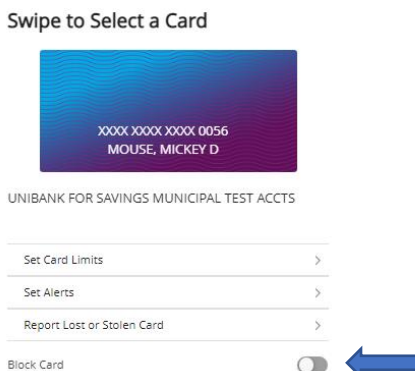 Swipe to Select a Card
XXXX XXXX XXXX 0056
MOUSE, MICKEY D
UNIBANK FOR SAVINGS MUNICIPAL TEST ACCTS
Set Card Limits
Set Alerts
Report Lost or Stolen Card
Block Card